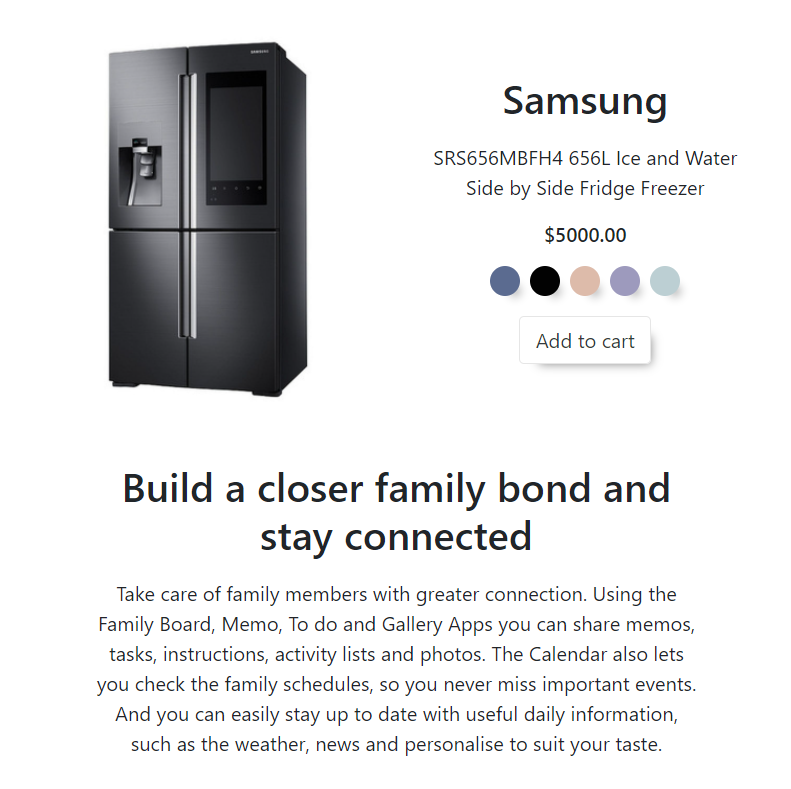 SAMSUNG
Samsung
SRS656MBFH4 656L Ice and Water
Side by Side Fridge Freezer
$5000.00
Add to cart
Build a closer family bond and
stay connected
Take care of family members with greater connection. Using the
Family Board, Memo, To do and Gallery Apps you can share memos,
tasks, instructions, activity lists and photos. The Calendar also lets
you check the family schedules, so you never miss important events.
And you can easily stay up to date with useful daily information,
such as the weather, news and personalise to suit your taste.